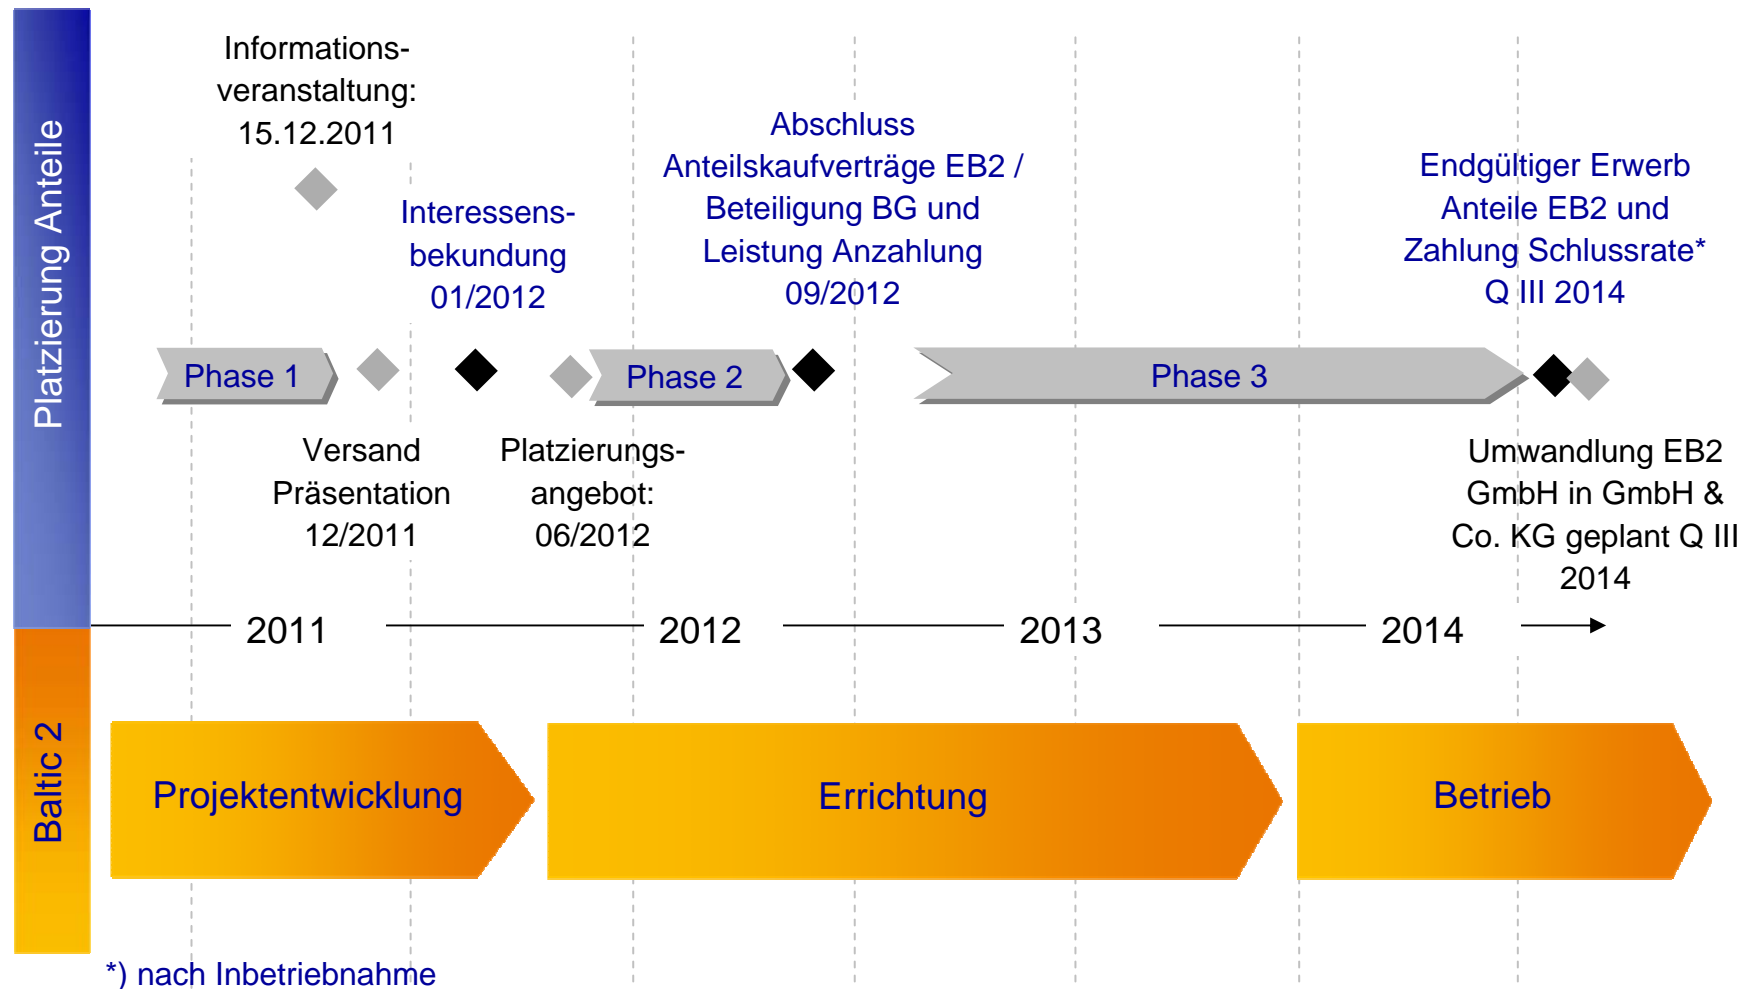 Platzierung Anteile
Informations-
veranstaltung:
15.12.2011
Interessens-
bekundung
01/2012
Abschluss
Anteilskaufverträge EB2 /
Beteiligung BG und
Leistung Anzahlung
09/2012
Endgültiger Erwerb
Anteile EB2 und
Zahlung Schlussrate*
Q III 2014
Phase 1
Phase 2
Phase 3
Versand
Präsentation
12/2011
Platzierungs-
angebot:
06/2012
Umwandlung EB2
GmbH in GmbH &
Co. KG geplant Q III
2014
2011
2012
2013
2014
Baltic 2
Projektentwicklung
Errichtung
Betrieb
*) nach Inbetriebnahme